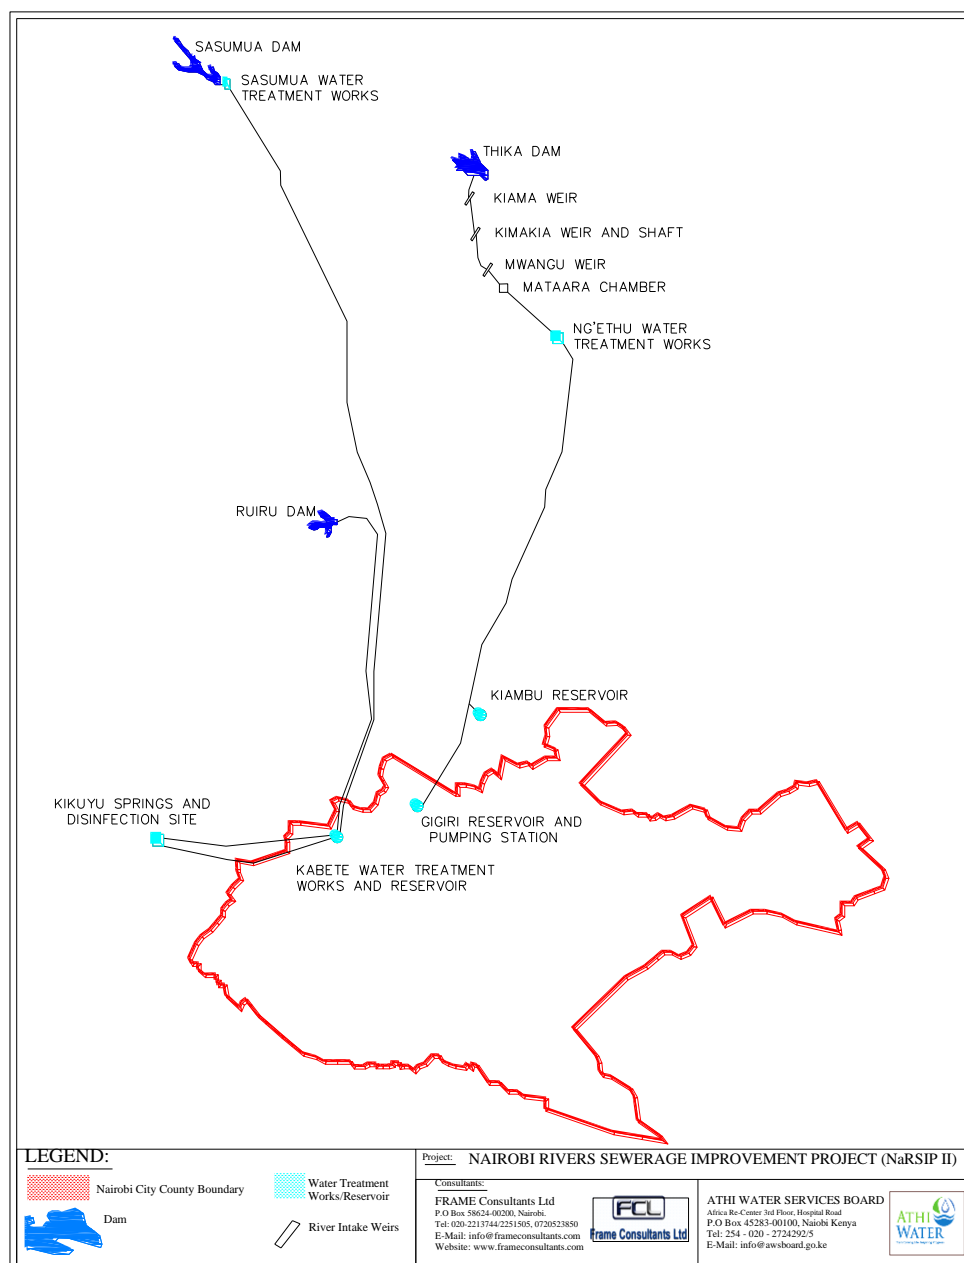 SASUMUA DAM
SASUMUA WATER
TREATMENT WORKS
THIKA DAM
KIAMA WEIR
KIMAKIA WEIR AND SHAFT
MWANGU WEIR
MATAARA CHAMBER
NG'ETHU WATER
TREATMENT WORKS
RUIRU DAM
KIAMBU RESERVOIR
KIKUYU SPRINGS AND
DISINFECTION SITE
GIGIRI RESERVOIR AND
PUMPING STATION
KABETE WATER TREATMENT
WORKS AND RESERVOIR
LEGEND:
Nairobi City County Boundary
Water Treatment
Works/Reservoir
Dam
River Intake Weirs
Project: NAIROBI RIVERS SEWERAGE IMPROVEMENT PROJECT (NaRSIP II)
Consultants:
FRAME Consultants Ltd
P.O Box 58624-00200, Nairobi.
Tel: 020-2213744/2251505, 0720523850
E-Mail: info@frameconsultants.com
Website: www.frameconsultants.com
FCL
Frame Consultants Ltd
ATHI WATER SERVICES BOARD
Africa Re-Center 3rd Floor, Hospital Road
P.O Box 45283-00100, Naiobi Kenya
Tel: 254 - 020 - 2724292/5
E-Mail: info@awsboard.go.ke
ATHI
WATER